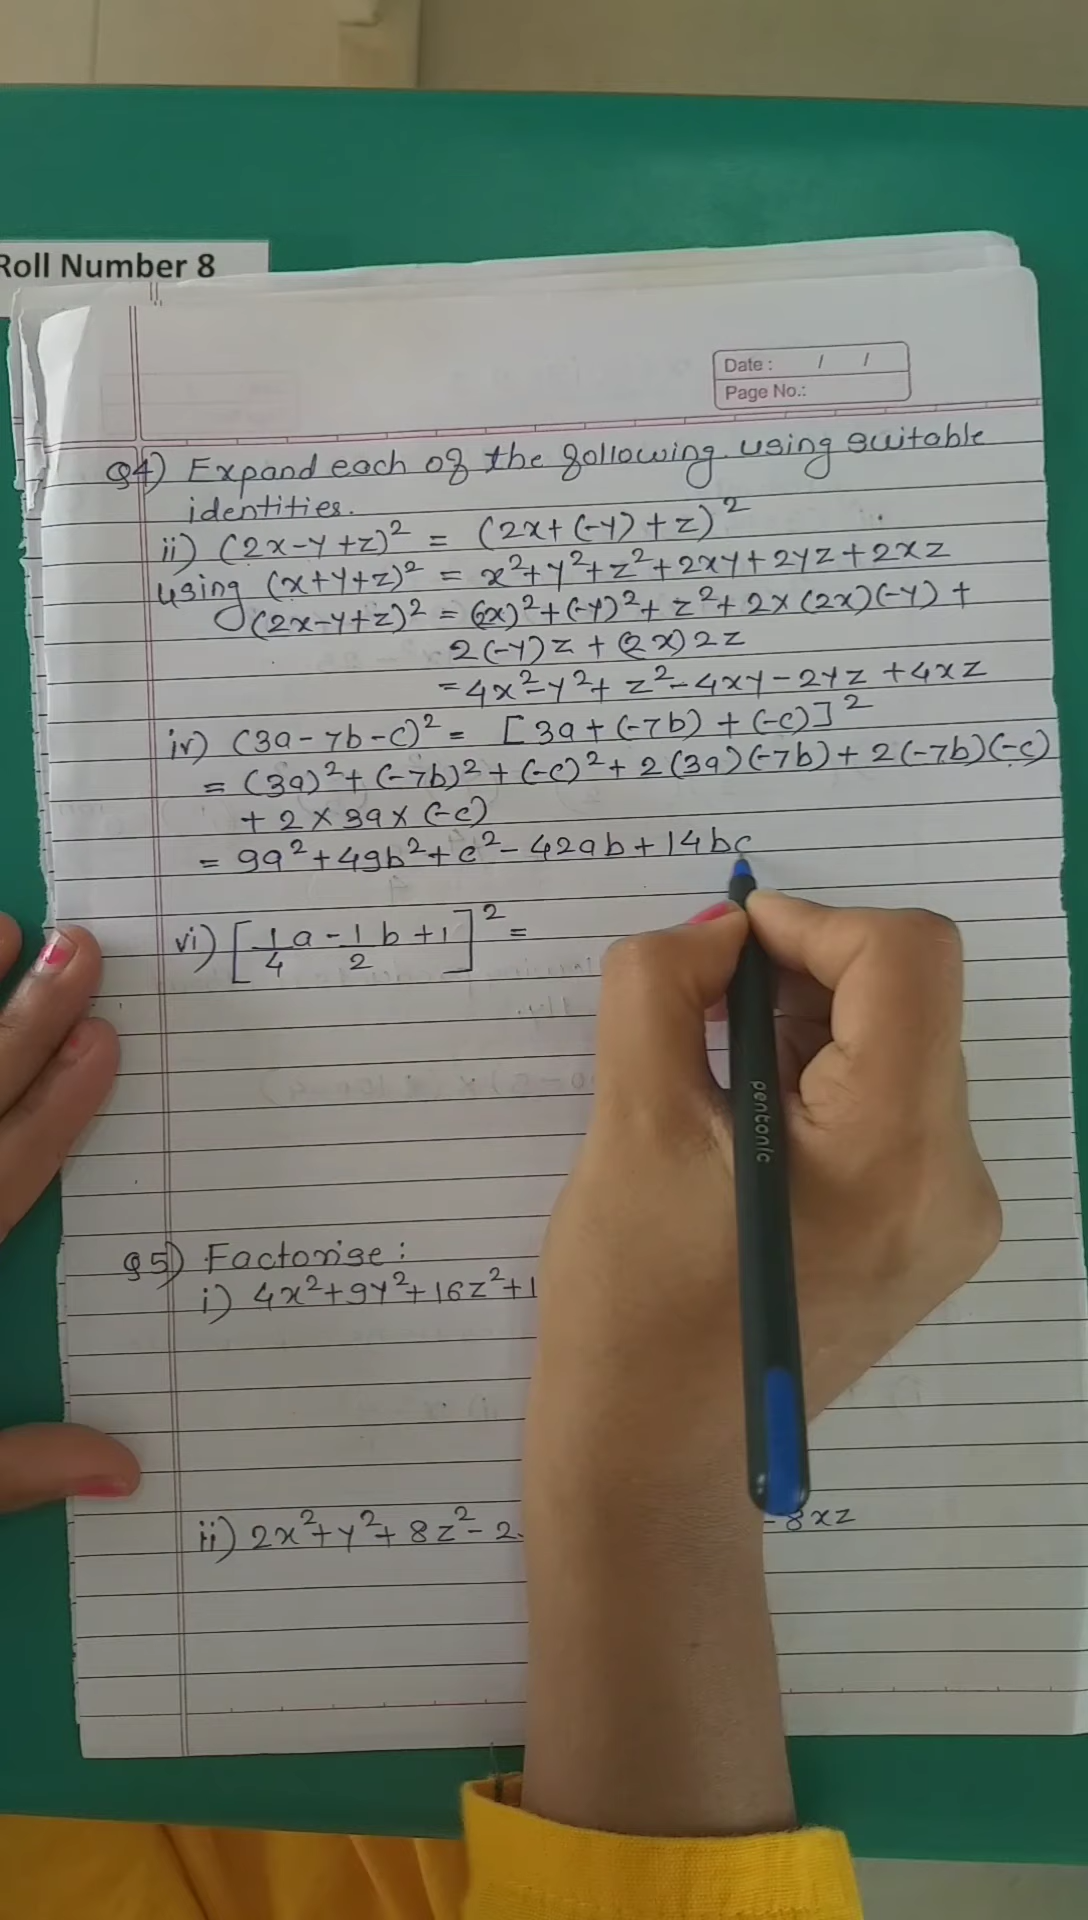 Roll Number 8
Date : / /
Page No.:
Q4) Expand each of the following using suitable
identities.
ii) (2x-y+z)² = (2x+(-y)+z)²
using (x+y+z)² = x²+y²+z²+2xy+2yz+2xz
(2x-y+z)² = (2x)²+(-y)²+z²+2×(2x)(-y)+
2(-y)z+(2x)2z
=4x²-y²+z²-4xy-2yz+4xz
iv) (3a-7b-c)² = [3a+(-7b)+(-c)]²
= (3a)²+(-7b)²+(-c)²+2(3a)(-7b)+2(-7b)(-c)
+2×3a×(-c)
= 9a²+49b²+c²-42ab+14bc
vi) [1/4 a - 1/2 b + 1]² =
Q5) Factorise:
i) 4x²+9y²+16z²+1
ii) 2x²+y²+8z²-2 -8xz
pentonic